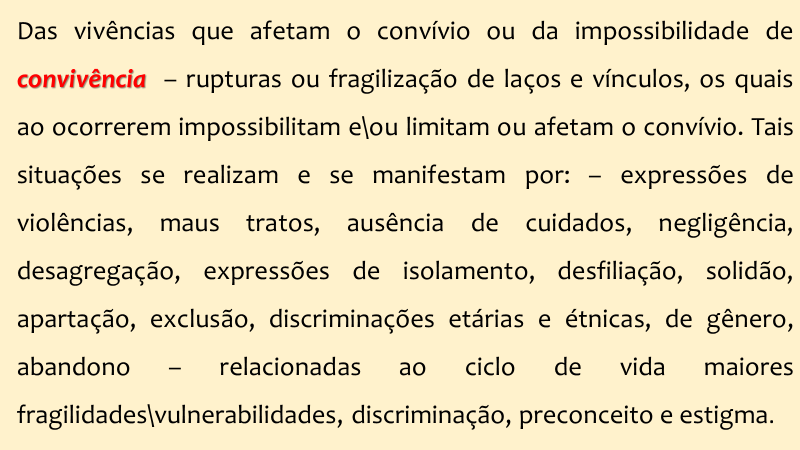 Das vivências que afetam o convívio ou da impossibilidade de
convivência – rupturas ou fragilização de laços e vínculos, os quais
ao ocorrerem impossibilitam e\ou limitam ou afetam o convívio. Tais
situações se realizam e se manifestam por: – expressões de
violências, maus tratos, ausência de cuidados, negligência,
desagregação, expressões de isolamento, desfiliação, solidão,
apartação, exclusão, discriminações etárias e étnicas, de gênero,
abandono – relacionadas ao ciclo de vida maiores
fragilidades\vulnerabilidades, discriminação, preconceito e estigma.